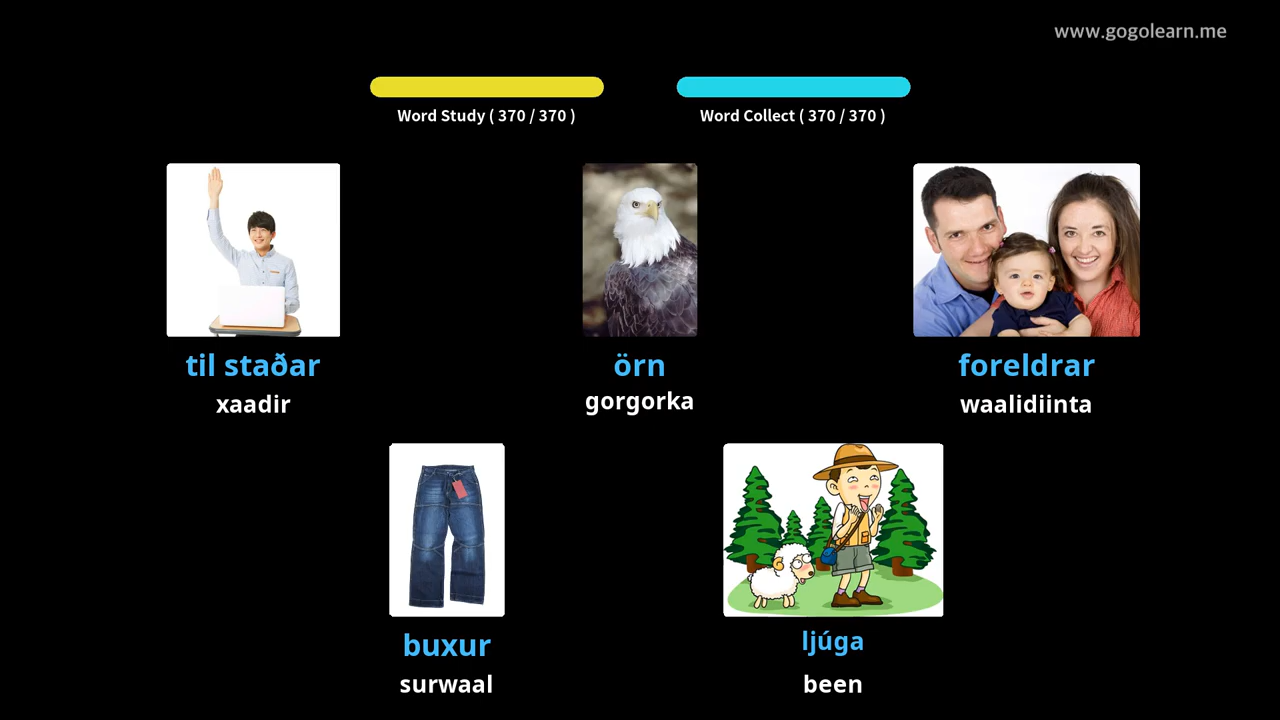 www.gogolearn.me
Word Study ( 370 / 370 )
Word Collect ( 370 / 370 )
til staðar
xaadir
örn
gorgorka
foreldrar
waalidiinta
buxur
surwaal
ljúga
been